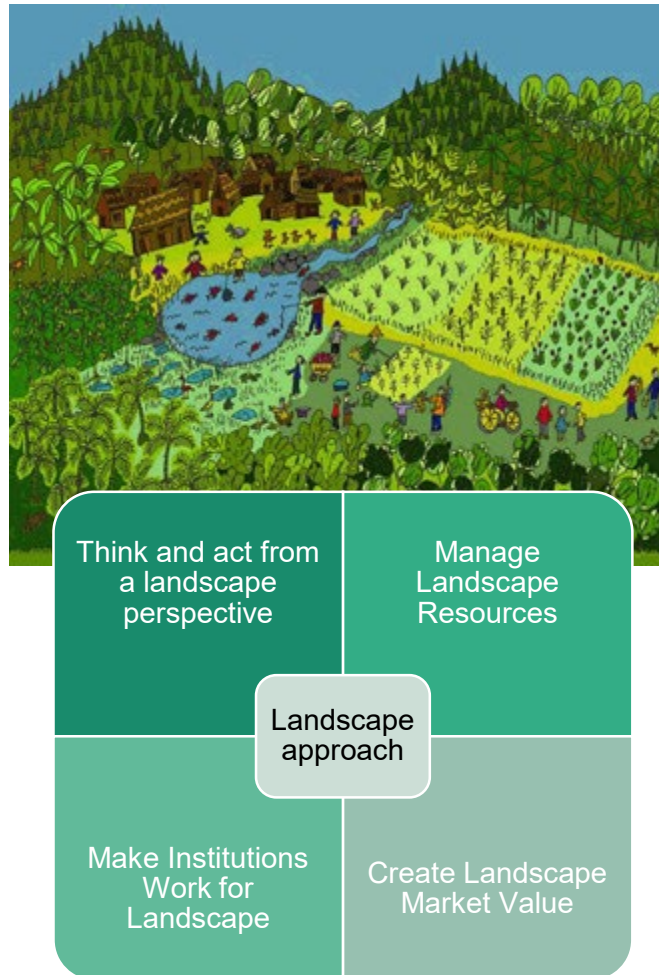 Think and act from
a landscape
perspective
Manage
Landscape
Resources
Landscape
approach
Make Institutions
Work for
Landscape
Create Landscape
Market Value